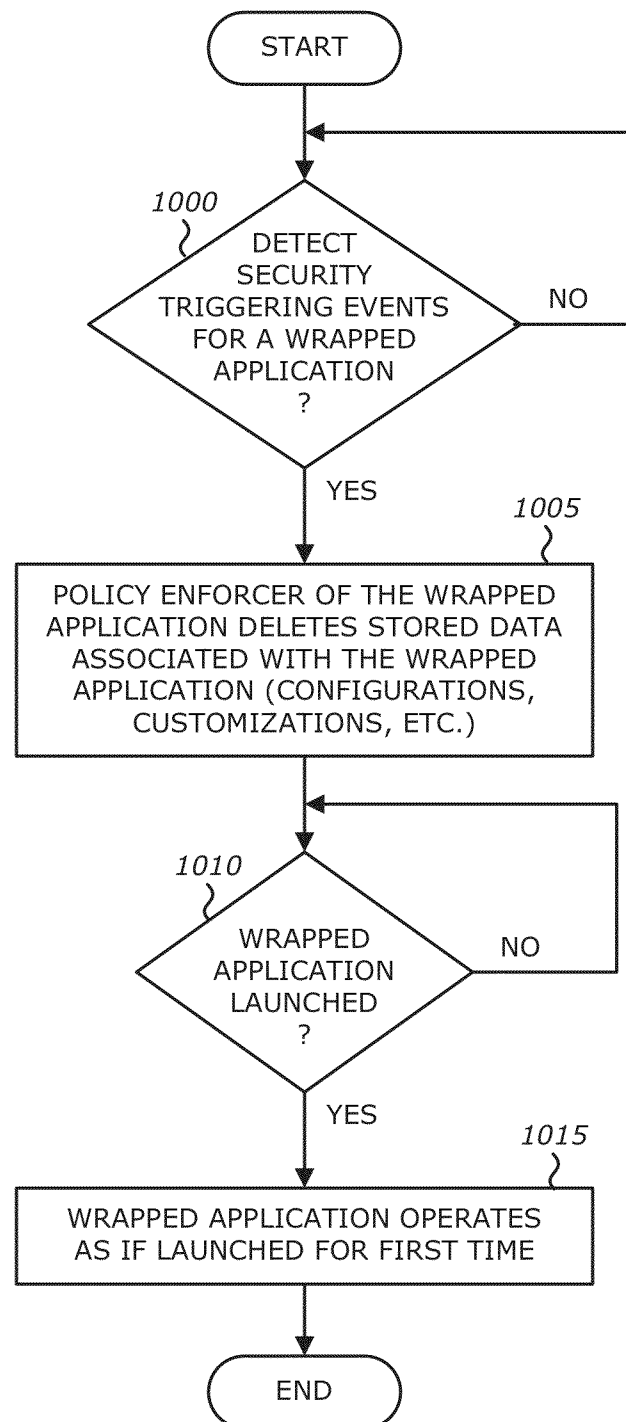 START
1000
DETECT
SECURITY
TRIGGERING EVENTS
FOR A WRAPPED
APPLICATION
?
NO
YES
1005
POLICY ENFORCER OF THE WRAPPED
APPLICATION DELETES STORED DATA
ASSOCIATED WITH THE WRAPPED
APPLICATION (CONFIGURATIONS,
CUSTOMIZATIONS, ETC.)
1010
WRAPPED
APPLICATION
LAUNCHED
?
NO
YES
1015
WRAPPED APPLICATION OPERATES
AS IF LAUNCHED FOR FIRST TIME
END